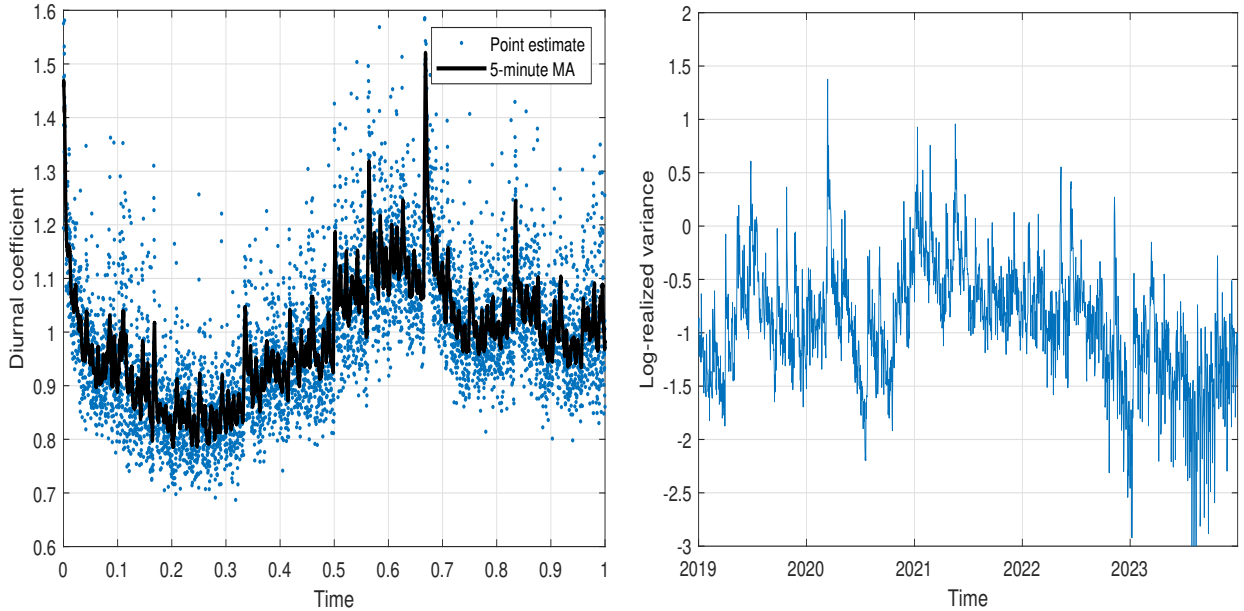 1.6
1.5
1.4
1.3
1.2
1.1
1
0.9
0.8
0.7
0.6
Diurnal coefficient
Point estimate
5-minute MA
0 0.1 0.2 0.3 0.4 0.5 0.6 0.7 0.8 0.9 1
Time
2
1.5
1
0.5
0
-0.5
-1
-1.5
-2
-2.5
-3
Log-realized variance
2019 2020 2021 2022 2023
Time